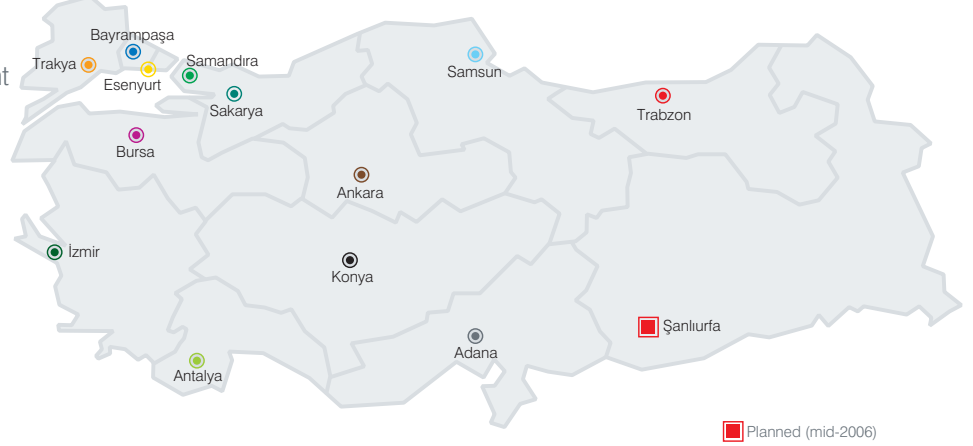 Bayrampaşa
Trakya
Esenyurt
Samandıra
Samsun
Sakarya
Trabzon
Bursa
Ankara
İzmir
Konya
Şanlıurfa
Adana
Antalya
Planned (mid-2006)